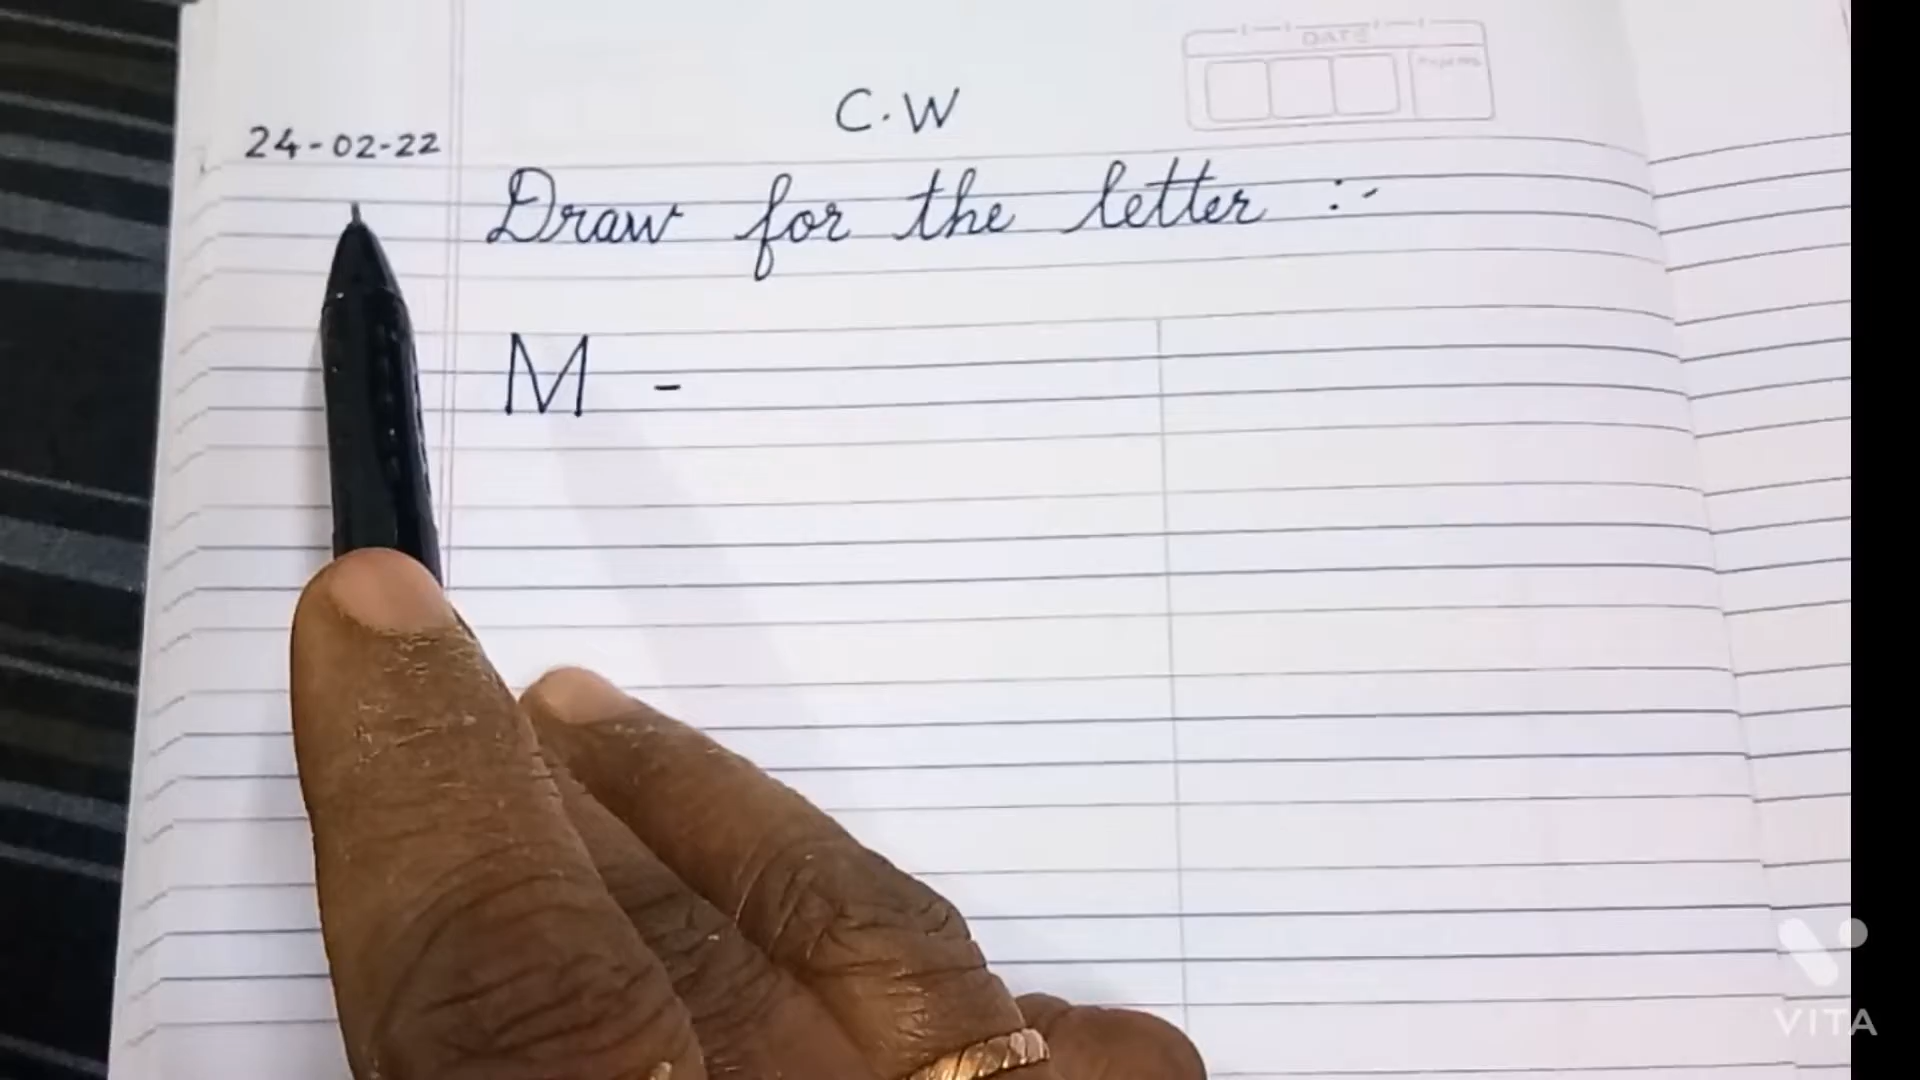 DATE
C.W
24-02-22
Draw for the letter :-
M -
VITA